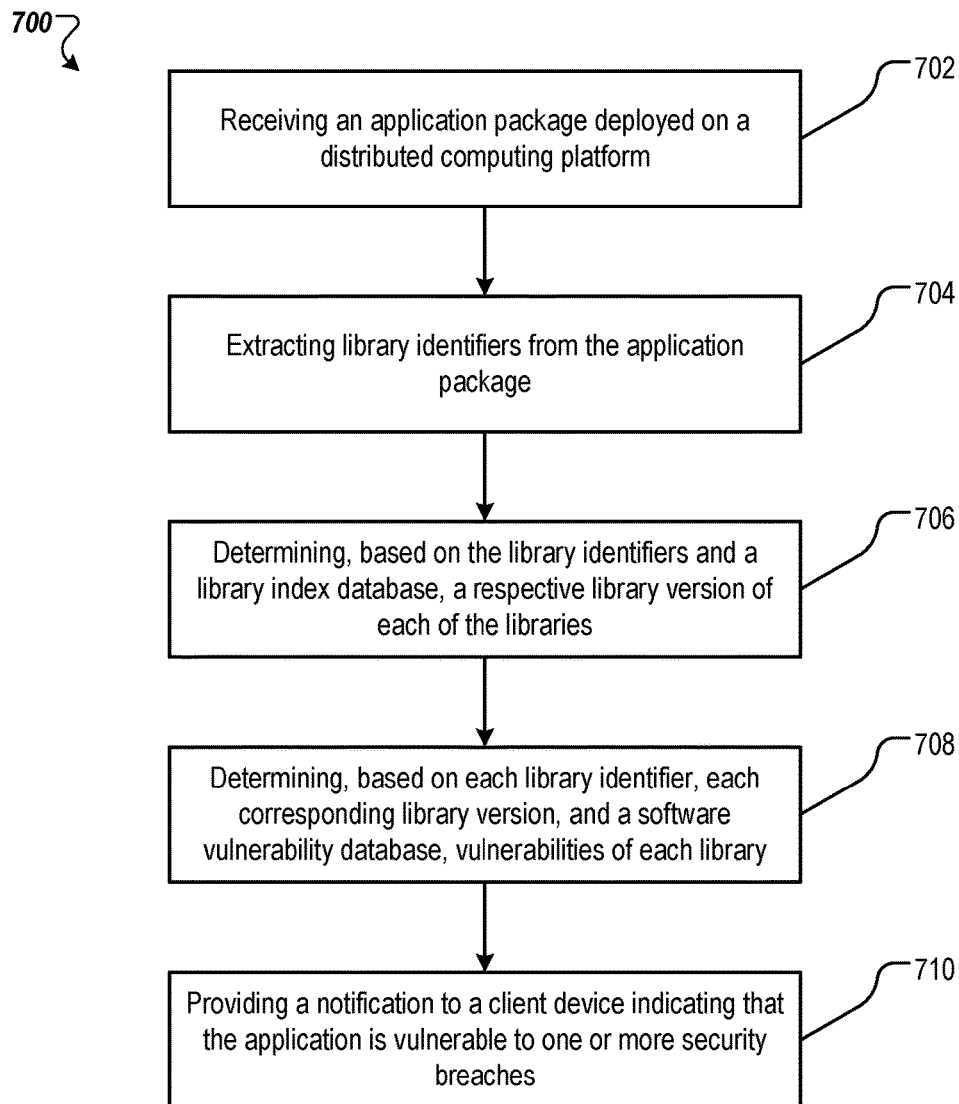 700
702
Receiving an application package deployed on a
distributed computing platform
704
Extracting library identifiers from the application
package
706
Determining, based on the library identifiers and a
library index database, a respective library version of
each of the libraries
708
Determining, based on each library identifier, each
corresponding library version, and a software
vulnerability database, vulnerabilities of each library
710
Providing a notification to a client device indicating that
the application is vulnerable to one or more security
breaches